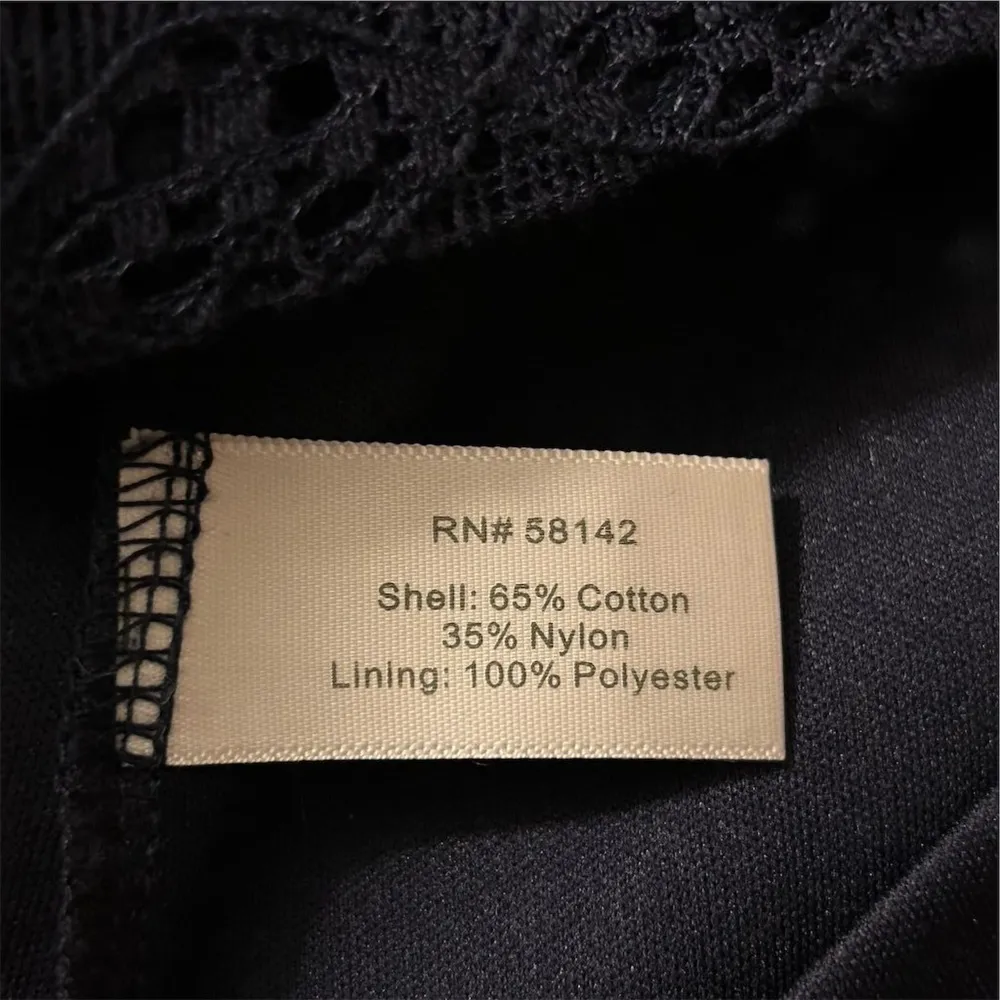 RN# 58142
Shell: 65% Cotton
35% Nylon
Lining: 100% Polyester